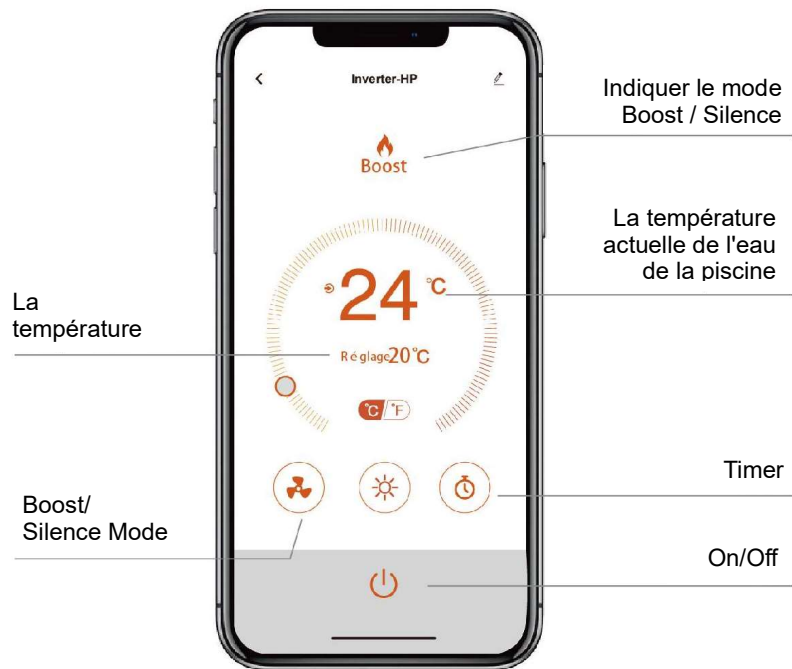 Inverter-HP
Indiquer le mode
Boost / Silence
Boost
La température
actuelle de l'eau
de la piscine
24 °C
La
température
Réglage20°C
°C/°F
Timer
Boost/
Silence Mode
On/Off